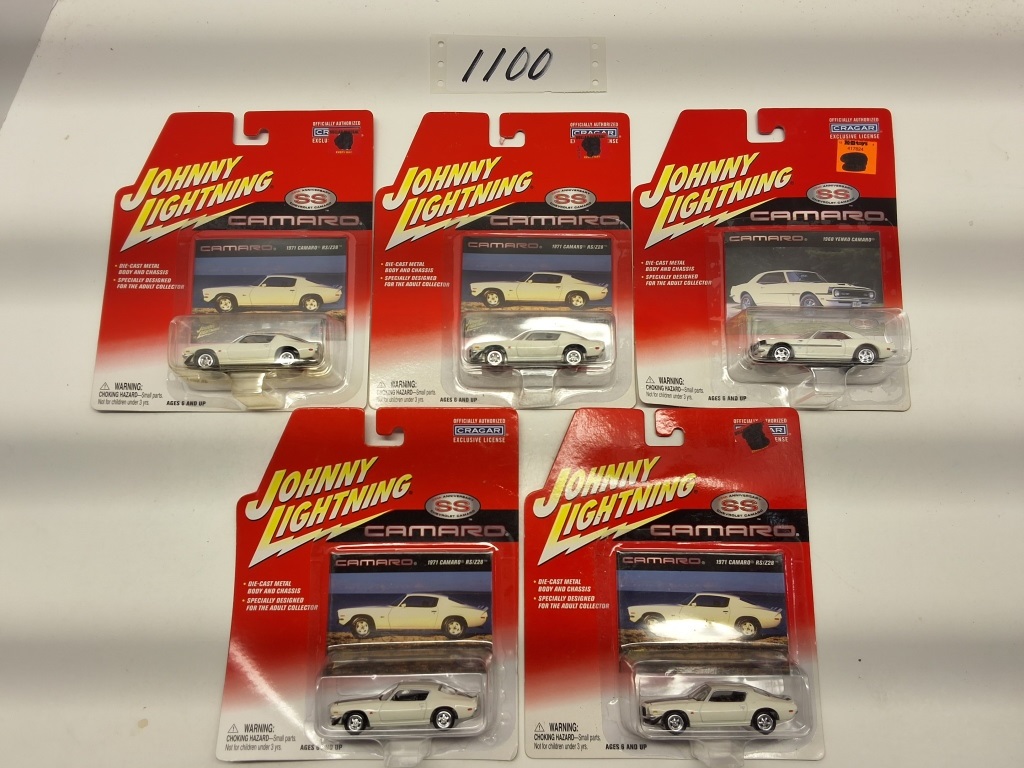 1100
OFFICIALLY AUTHORIZED
CR
EXCLU
JOHNNY
LIGHTNING
SS
CAMARO
CAMARO 1971 CAMARO RS/Z28
• DIE-CAST METAL
BODY AND CHASSIS
• SPECIALLY DESIGNED
FOR THE ADULT COLLECTOR
WARNING:
CHOKING HAZARD—Small parts.
Not for children under 3 yrs.
AGES 6 AND UP
OFFICIALLY AUTHORIZED
CRAGAR
LICENSE
JOHNNY
LIGHTNING
SS
CAMARO
CAMARO 1971 CAMARO RS/Z28
• DIE-CAST METAL
BODY AND CHASSIS
• SPECIALLY DESIGNED
FOR THE ADULT COLLECTOR
WARNING:
CHOKING HAZARD—Small parts.
Not for children under 3 yrs.
AGES 6 AND UP
OFFICIALLY AUTHORIZED
CRAGAR
EXCLUSIVE LICENSE
JOHNNY
LIGHTNING
SS
CAMARO
CAMARO 1968 YENKO CAMARO
• DIE-CAST METAL
BODY AND CHASSIS
• SPECIALLY DESIGNED
FOR THE ADULT COLLECTOR
WARNING:
CHOKING HAZARD—Small parts.
Not for children under 3 yrs.
AGES 6 AND UP
OFFICIALLY AUTHORIZED
CRAGAR
EXCLUSIVE LICENSE
JOHNNY
LIGHTNING
SS
CAMARO
CAMARO 1971 CAMARO RS/Z28
• DIE-CAST METAL
BODY AND CHASSIS
• SPECIALLY DESIGNED
FOR THE ADULT COLLECTOR
WARNING:
CHOKING HAZARD—Small parts.
Not for children under 3 yrs.
AGES 6 AND UP
AUTHORIZED
AR
LICENSE
JOHNNY
LIGHTNING
SS
CAMARO
CAMARO 1971 CAMARO RS/Z28
• DIE-CAST METAL
BODY AND CHASSIS
• SPECIALLY DESIGNED
FOR THE ADULT COLLECTOR
WARNING:
CHOKING HAZARD—Small parts.
Not for children under 3 yrs.
AGES 6 AND UP